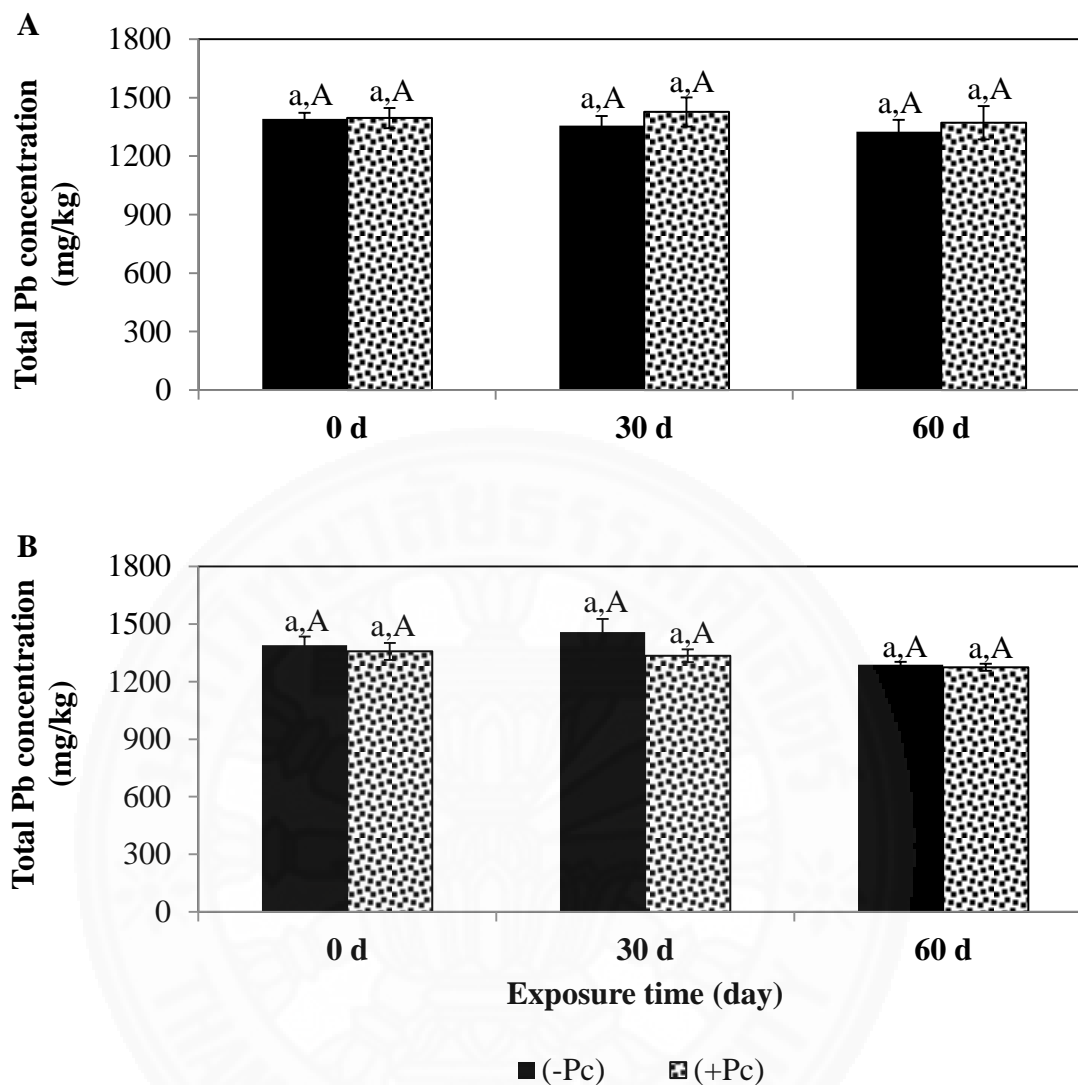 A
Total Pb concentration
(mg/kg)
1800
1500
1200
900
600
300
0
a,A a,A a,A a,A a,A a,A
0 d 30 d 60 d
B
Total Pb concentration
(mg/kg)
1800
1500
1200
900
600
300
0
a,A a,A a,A a,A a,A a,A
0 d 30 d 60 d
Exposure time (day)
(-Pc) (+Pc)